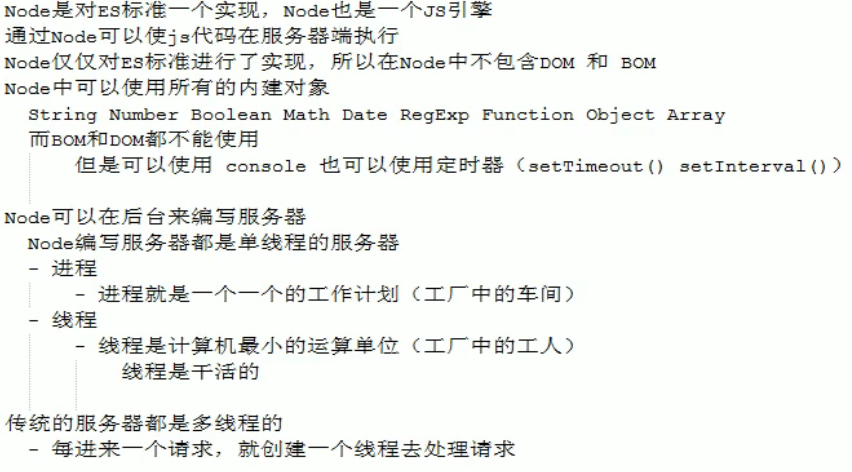 Node是对ES标准一个实现，Node也是一个JS引擎
通过Node可以使js代码在服务器端执行
Node仅仅对ES标准进行了实现，所以在Node中不包含DOM 和 BOM
Node中可以使用所有的内建对象
String Number Boolean Math Date RegExp Function Object Array
而BOM和DOM都不能使用
但是可以使用 console 也可以使用定时器（setTimeout() setInterval()）
Node可以在后台来编写服务器
Node编写服务器都是单线程的服务器
- 进程
- 进程就是一个一个的工作计划（工厂中的车间）
- 线程
- 线程是计算机最小的运算单位（工厂中的工人）
线程是干活的
传统的服务器都是多线程的
- 每进来一个请求，就创建一个线程去处理请求